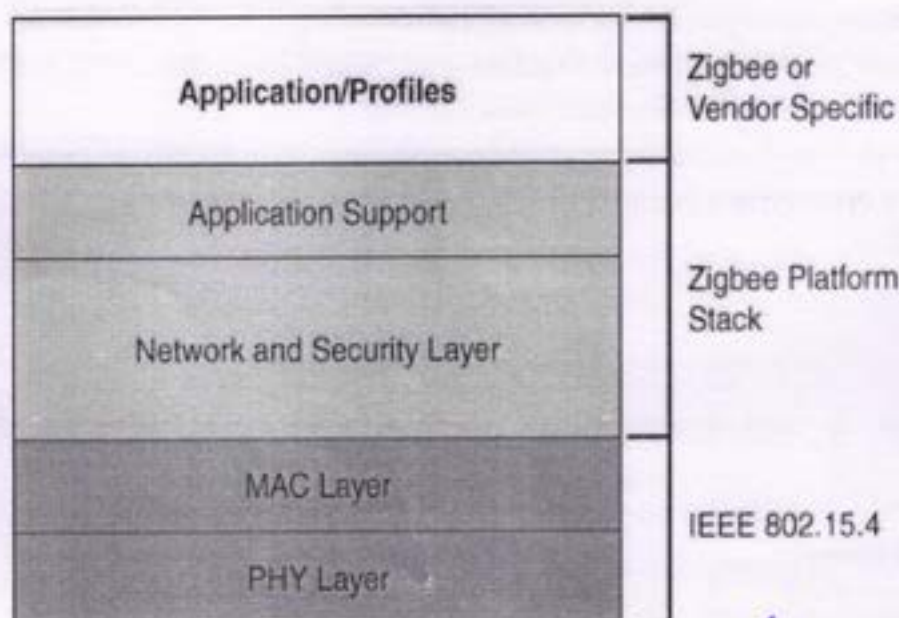 Application/Profiles
Zigbee or
Vendor Specific
Application Support
Network and Security Layer
Zigbee Platform
Stack
MAC Layer
PHY Layer
IEEE 802.15.4